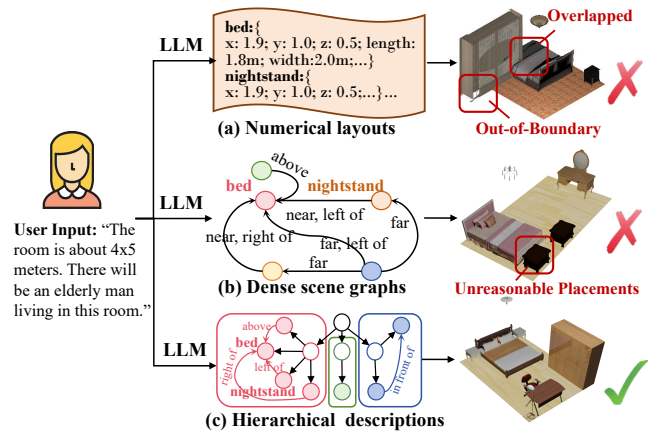 LLM
bed:{
x: 1.9; y: 1.0; z: 0.5; length:
1.8m; width:2.0m;...}
nightstand:{
x: 1.9; y: 1.0; z: 0.5;...} ...
Overlapped
Out-of-Boundary
(a) Numerical layouts
LLM
above
bed
nightstand
near, left of
far
near, right of
far, left of
far
Unreasonable Placements
(b) Dense scene graphs
User Input: “The
room is about 4x5
meters. There will
be an elderly man
living in this room.”
LLM
above
bed
right of
left of
nightstand
in front of
(c) Hierarchical descriptions